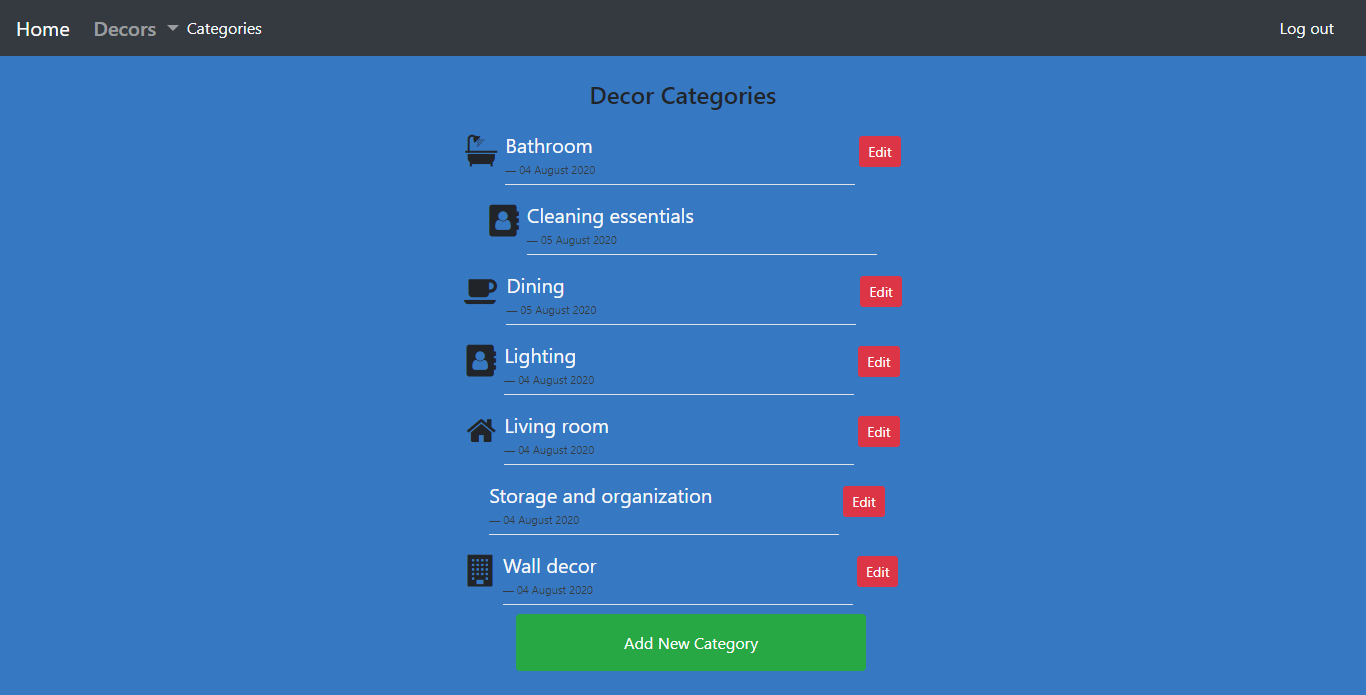 Home Decors Categories Log out
Decor Categories
Bathroom Edit
— 04 August 2020
Cleaning essentials
— 05 August 2020
Dining Edit
— 05 August 2020
Lighting Edit
— 04 August 2020
Living room Edit
— 04 August 2020
Storage and organization Edit
— 04 August 2020
Wall decor Edit
— 04 August 2020
Add New Category